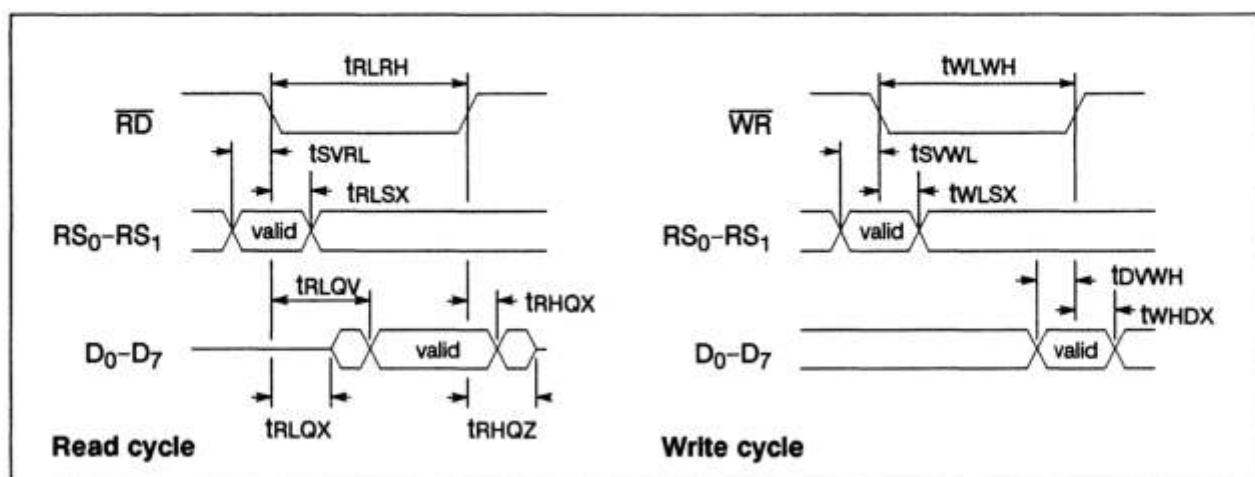 tRLRH
RD
tSVRL
tRLSX
RS0–RS1
valid
tRLQV
tRHQX
D0–D7
valid
tRLQX
tRHQZ
Read cycle
tWLWH
WR
tSVWL
tWLSX
RS0–RS1
valid
tDVWH
tWHDX
D0–D7
valid
Write cycle